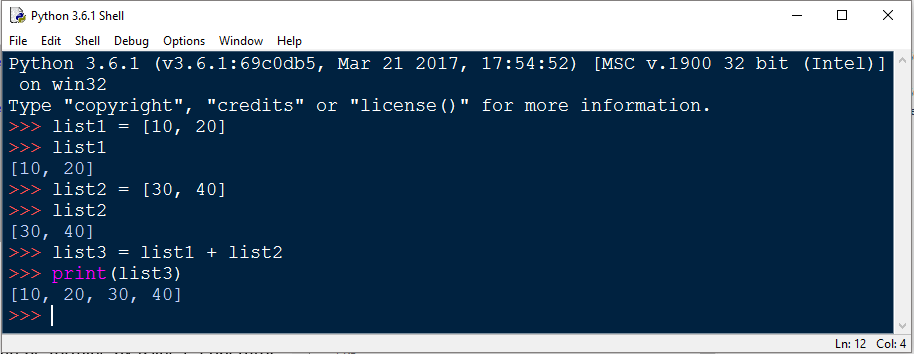 Python 3.6.1 Shell
File Edit Shell Debug Options Window Help
Python 3.6.1 (v3.6.1:69c0db5, Mar 21 2017, 17:54:52) [MSC v.1900 32 bit (Intel)]
on win32
Type "copyright", "credits" or "license()" for more information.
>>> list1 = [10, 20]
>>> list1
[10, 20]
>>> list2 = [30, 40]
>>> list2
[30, 40]
>>> list3 = list1 + list2
>>> print(list3)
[10, 20, 30, 40]
>>>
Ln: 12 Col: 4